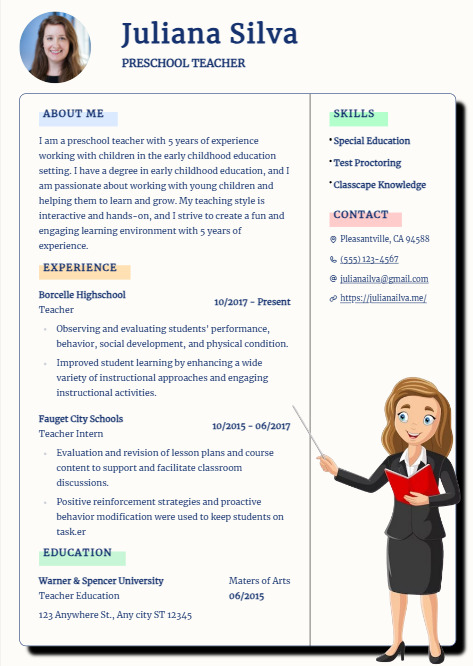 Juliana Silva
PRESCHOOL TEACHER
ABOUT ME
I am a preschool teacher with 5 years of experience
working with children in the early childhood education
setting. I have a degree in early childhood education, and I
am passionate about working with young children and
helping them to learn and grow. My teaching style is
interactive and hands-on, and I strive to create a fun and
engaging learning environment with 5 years of
experience.
EXPERIENCE
Borcelle Highschool
Teacher
10/2017 - Present
Observing and evaluating students' performance,
behavior, social development, and physical condition.
Improved student learning by enhancing a wide
variety of instructional approaches and engaging
instructional activities.
Fauget City Schools
Teacher Intern
10/2015 - 06/2017
Evaluation and revision of lesson plans and course
content to support and facilitate classroom
discussions.
Positive reinforcement strategies and proactive
behavior modification were used to keep students on
task.er
EDUCATION
Warner & Spencer University
Teacher Education
Maters of Arts
06/2015
123 Anywhere St., Any city ST 12345
SKILLS
Special Education
Test Proctoring
Classcape Knowledge
CONTACT
Pleasantville, CA 94588
(555) 123-4567
julianailva@gmail.com
https://julianailva.me/